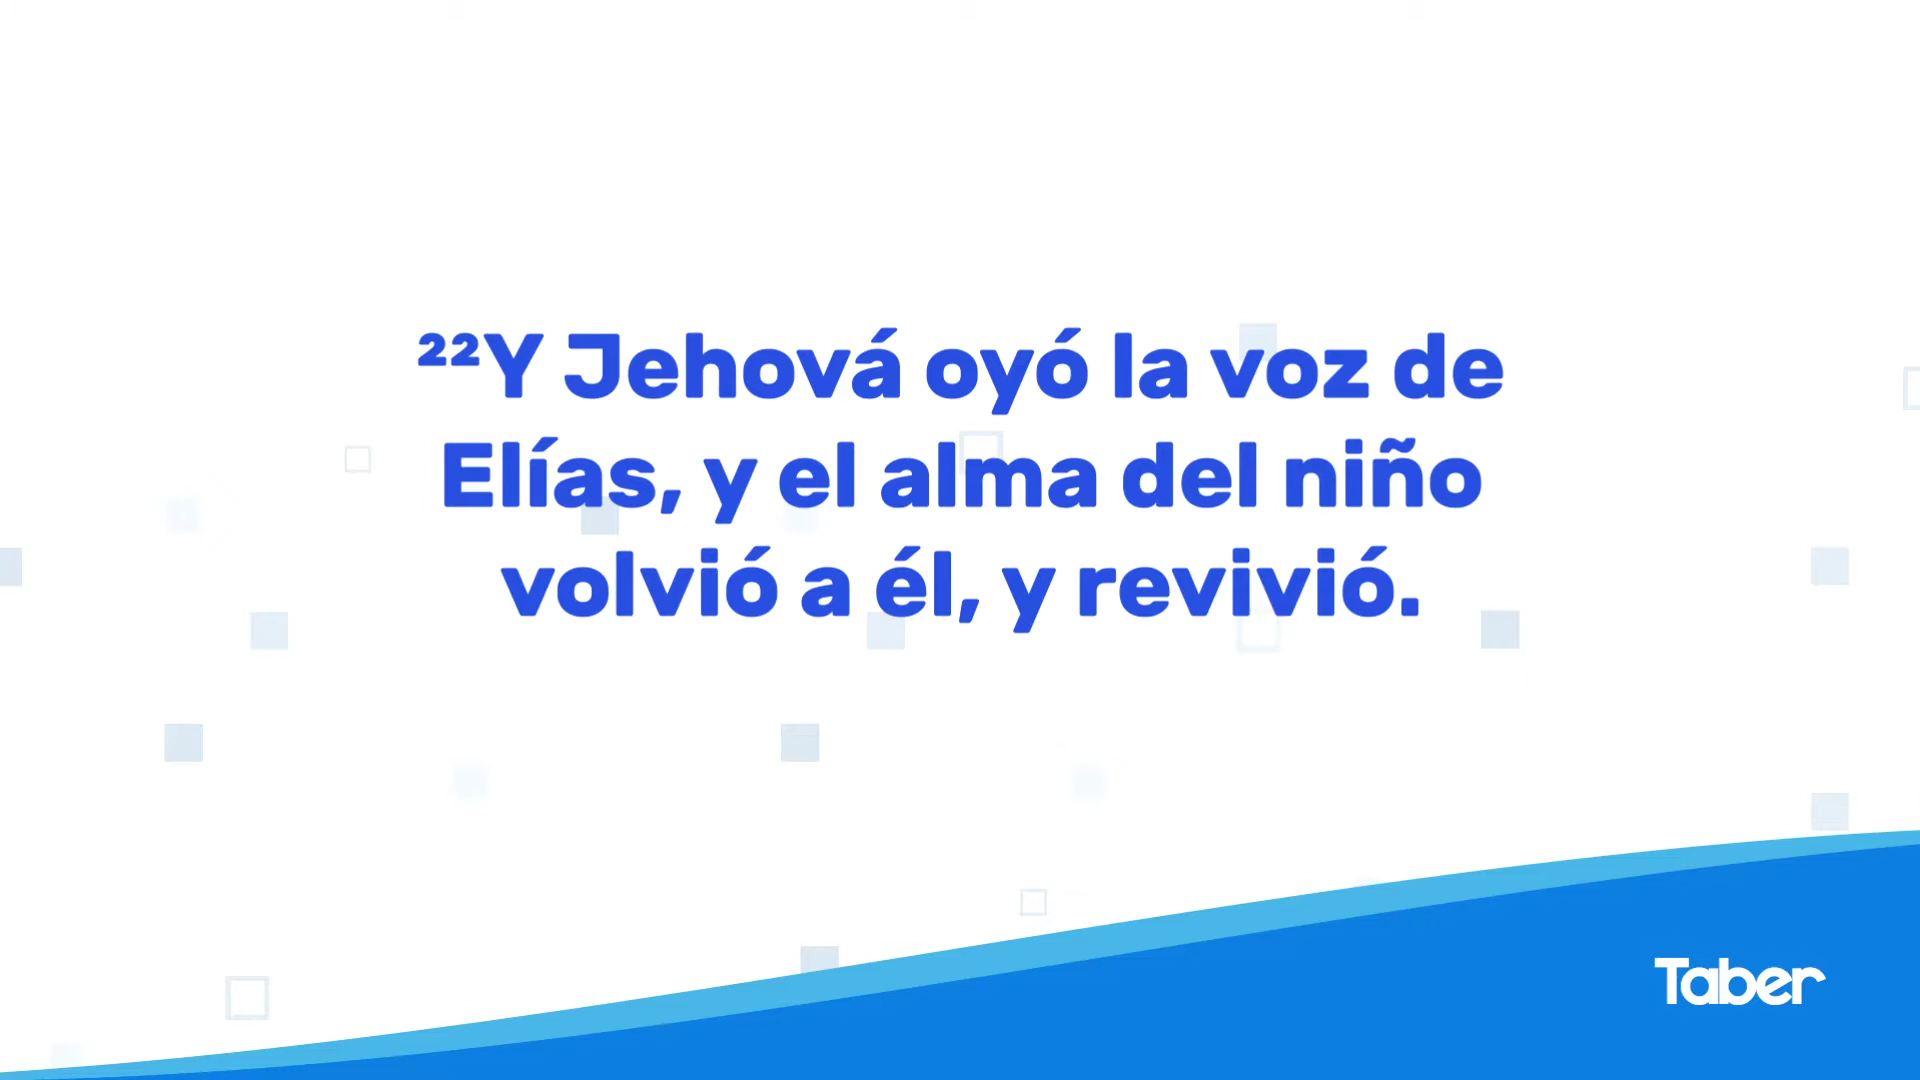 ²²Y Jehová oyó la voz de
Elías, y el alma del niño
volvió a él, y revivió.
Taber